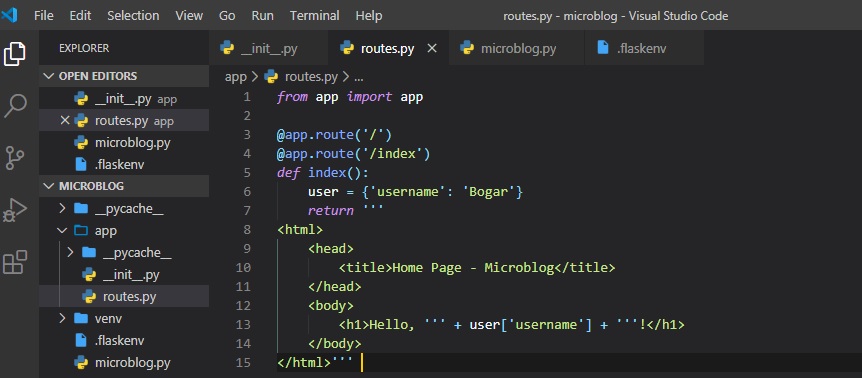 File Edit Selection View Go Run Terminal Help routes.py - microblog - Visual Studio Code
EXPLORER
OPEN EDITORS
__init__.py app
routes.py app
microblog.py
.flaskenv
MICROBLOG
__pycache__
app
__pycache__
__init__.py
routes.py
venv
.flaskenv
microblog.py
__init__.py routes.py microblog.py .flaskenv
app > routes.py > ...
1 from app import app
2
3 @app.route('/')
4 @app.route('/index')
5 def index():
6     user = {'username': 'Bogar'}
7     return '''
8 <html>
9     <head>
10         <title>Home Page - Microblog</title>
11     </head>
12     <body>
13         <h1>Hello, ''' + user['username'] + '''!</h1>
14     </body>
15 </html>'''